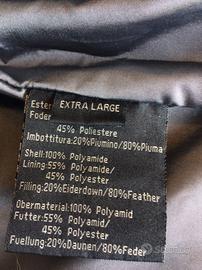 Ester
EXTRA LARGE
Foder
45% Poliestere
Imbottitura:20%Piumino/80%Piuma
Shell:100% Polyamide
Lining:55% Polyamide/
45% Polyester
Filling:20%Eiderdown/80%Feather
Obermaterial:100% Polyamid
Futter:55% Polyamid/
45% Polyester
Fuellung:20%Daunen/80%Feder